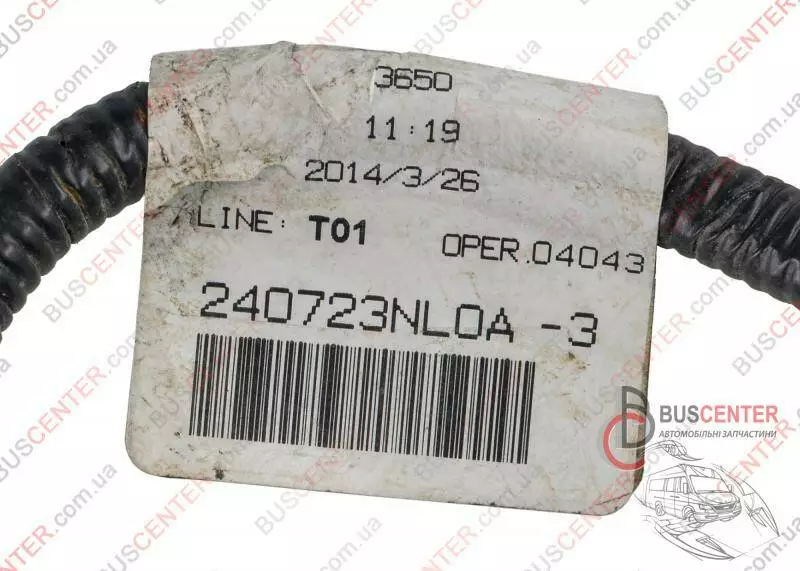 3650
11:19
2014/3/26
LINE: T01 OPER.04043
240723NL0A -3
BUSCENTER
АВТОМОБІЛЬНІ ЗАПЧАСТИНИ
BUSCENTER.com.ua